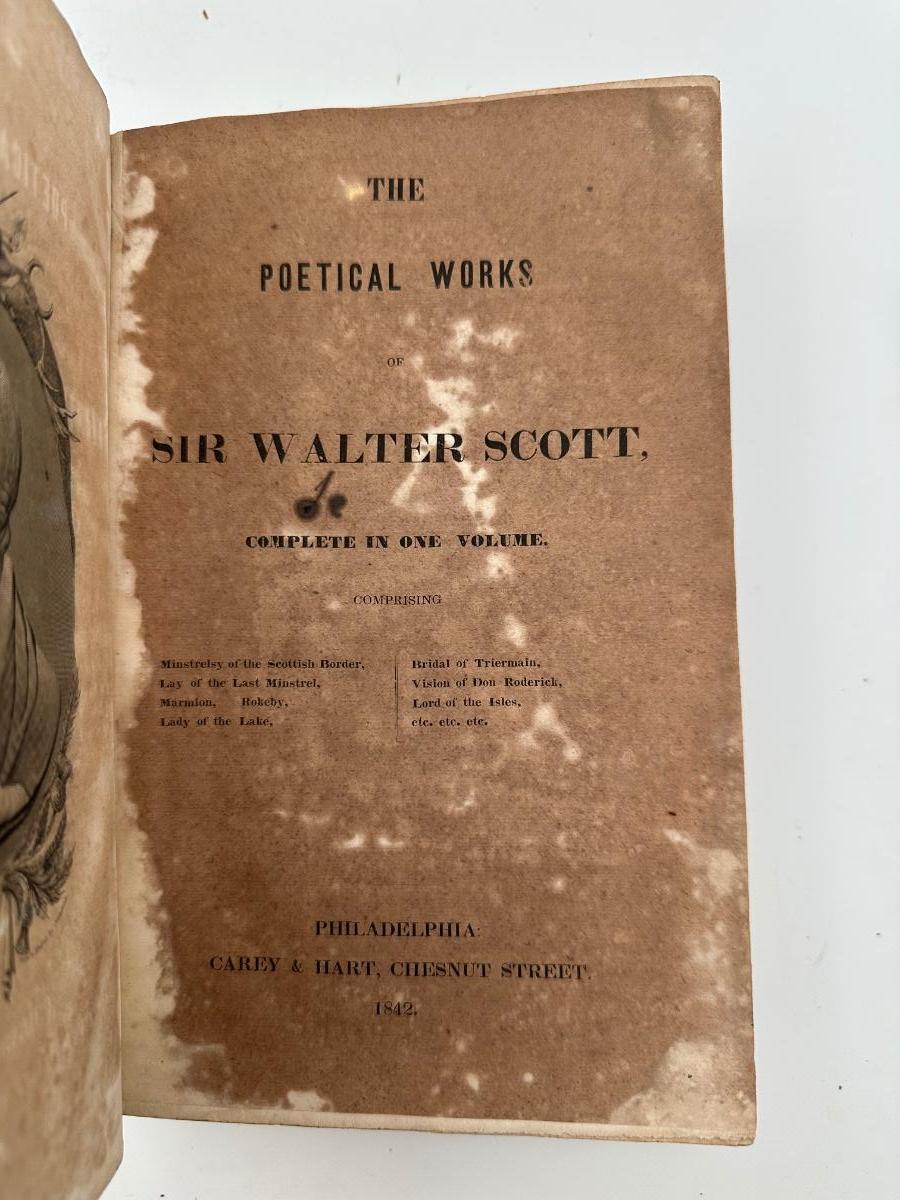 THE
POETICAL WORKS
OF
SIR WALTER SCOTT,
COMPLETE IN ONE VOLUME.
COMPRISING
Minstrelsy of the Scottish Border,
Lay of the Last Minstrel,
Marmion, Rokeby,
Lady of the Lake,
Bridal of Triermain,
Vision of Don Roderick,
Lord of the Isles,
etc. etc. etc.
PHILADELPHIA:
CAREY & HART, CHESNUT STREET.
1842.